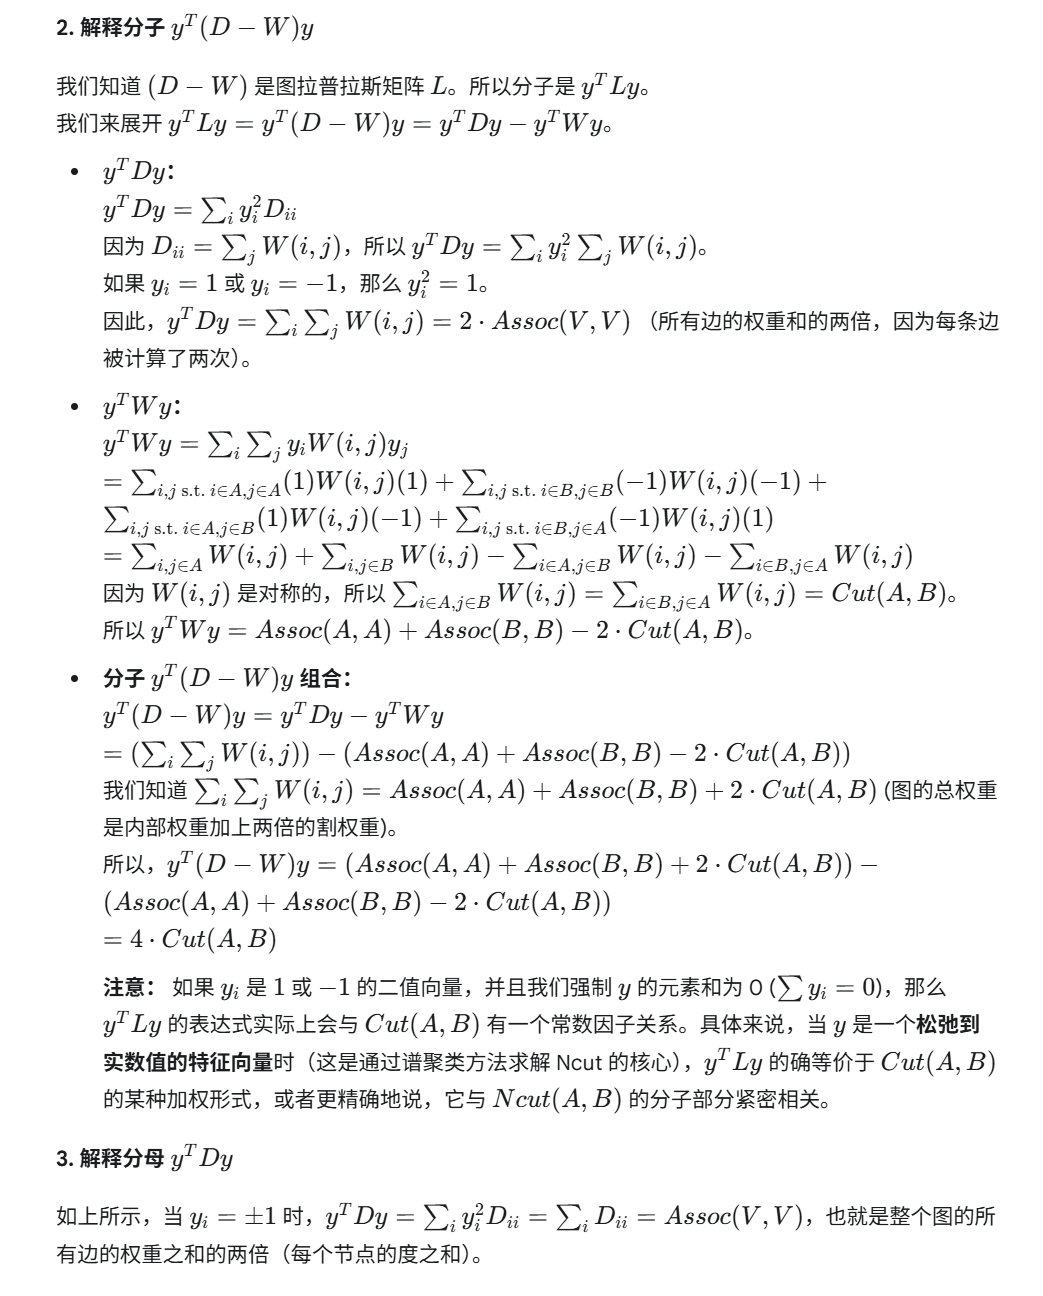 2. 解释分子 $y^T(D-W)y$
我们知道 $(D-W)$ 是图拉普拉斯矩阵 $L$。所以分子是 $y^TLy$。
我们来展开 $y^TLy = y^T(D-W)y = y^TDy - y^TWy$。
• $y^TDy$：
$y^TDy = \sum_i y_i^2 D_{ii}$
因为 $D_{ii} = \sum_j W(i,j)$，所以 $y^TDy = \sum_i y_i^2 \sum_j W(i,j)$。
如果 $y_i = 1$ 或 $y_i = -1$，那么 $y_i^2 = 1$。
因此，$y^TDy = \sum_i \sum_j W(i,j) = 2 \cdot Assoc(V,V)$ （所有边的权重和的两倍，因为每条边
被计算了两次）。
• $y^TWy$：
$y^TWy = \sum_i \sum_j y_i W(i,j) y_j$
$= \sum_{i,j \text{ s.t. } i \in A, j \in A} (1)W(i,j)(1) + \sum_{i,j \text{ s.t. } i \in B, j \in B} (-1)W(i,j)(-1) +$
$\sum_{i,j \text{ s.t. } i \in A, j \in B} (1)W(i,j)(-1) + \sum_{i,j \text{ s.t. } i \in B, j \in A} (-1)W(i,j)(1)$
$= \sum_{i,j \in A} W(i,j) + \sum_{i,j \in B} W(i,j) - \sum_{i \in A, j \in B} W(i,j) - \sum_{i \in B, j \in A} W(i,j)$
因为 $W(i,j)$ 是对称的，所以 $\sum_{i \in A, j \in B} W(i,j) = \sum_{i \in B, j \in A} W(i,j) = Cut(A,B)$。
所以 $y^TWy = Assoc(A,A) + Assoc(B,B) - 2 \cdot Cut(A,B)$。
• 分子 $y^T(D-W)y$ 组合：
$y^T(D-W)y = y^TDy - y^TWy$
$= (\sum_i \sum_j W(i,j)) - (Assoc(A,A) + Assoc(B,B) - 2 \cdot Cut(A,B))$
我们知道 $\sum_i \sum_j W(i,j) = Assoc(A,A) + Assoc(B,B) + 2 \cdot Cut(A,B)$ (图的总权重
是内部权重加上两倍的割权重)。
所以，$y^T(D-W)y = (Assoc(A,A) + Assoc(B,B) + 2 \cdot Cut(A,B)) -$
$(Assoc(A,A) + Assoc(B,B) - 2 \cdot Cut(A,B))$
$= 4 \cdot Cut(A,B)$
注意： 如果 $y_i$ 是 $1$ 或 $-1$ 的二值向量，并且我们强制 $y$ 的元素和为 0 ($\sum y_i = 0$)，那么
$y^TLy$ 的表达式实际上会与 $Cut(A,B)$ 有一个常数因子关系。具体来说，当 $y$ 是一个松弛到
实数值的特征向量时（这是通过谱聚类方法求解 Ncut 的核心），$y^TLy$ 的确等价于 $Cut(A,B)$
的某种加权形式，或者更精确地说，它与 $Ncut(A,B)$ 的分子部分紧密相关。
3. 解释分母 $y^TDy$
如上所示，当 $y_i = \pm 1$ 时，$y^TDy = \sum_i y_i^2 D_{ii} = \sum_i D_{ii} = Assoc(V,V)$，也就是整个图的所
有边的权重之和的两倍（每个节点的度之和）。